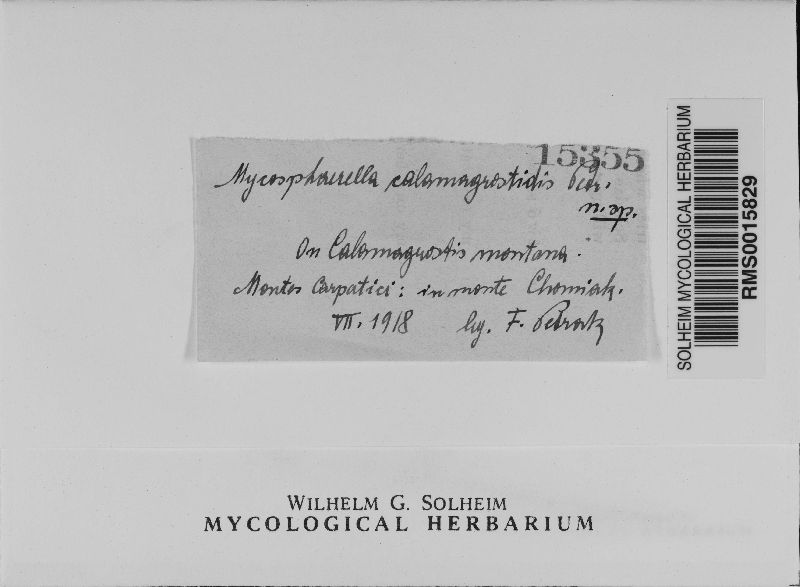 15355
Mycosphaerella calamagrostidis Petr.
n. sp.
On Calamagrostis montana.
Montes Carpatici: in monte Chomiak.
VII. 1918 leg. F. Petrak
SOLHEIM MYCOLOGICAL HERBARIUM
RMS0015829
WILHELM G. SOLHEIM
MYCOLOGICAL HERBARIUM